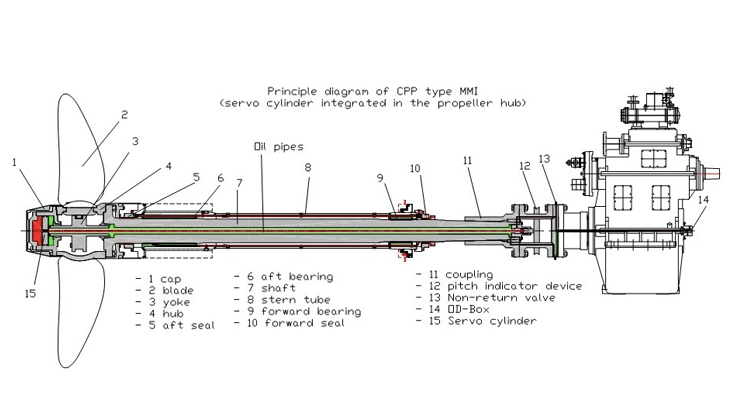 Principle diagram of CPP type MMI
(servo cylinder integrated in the propeller hub)
2
3
Oil pipes
1
4
5
6
7
8
9
10
11
12
13
14
15
- 1 cap
- 2 blade
- 3 yoke
- 4 hub
- 5 aft seal
- 6 aft bearing
- 7 shaft
- 8 stern tube
- 9 forward bearing
- 10 forward seal
- 11 coupling
- 12 pitch indicator device
- 13 Non-return valve
- 14 OD-Box
- 15 Servo cylinder